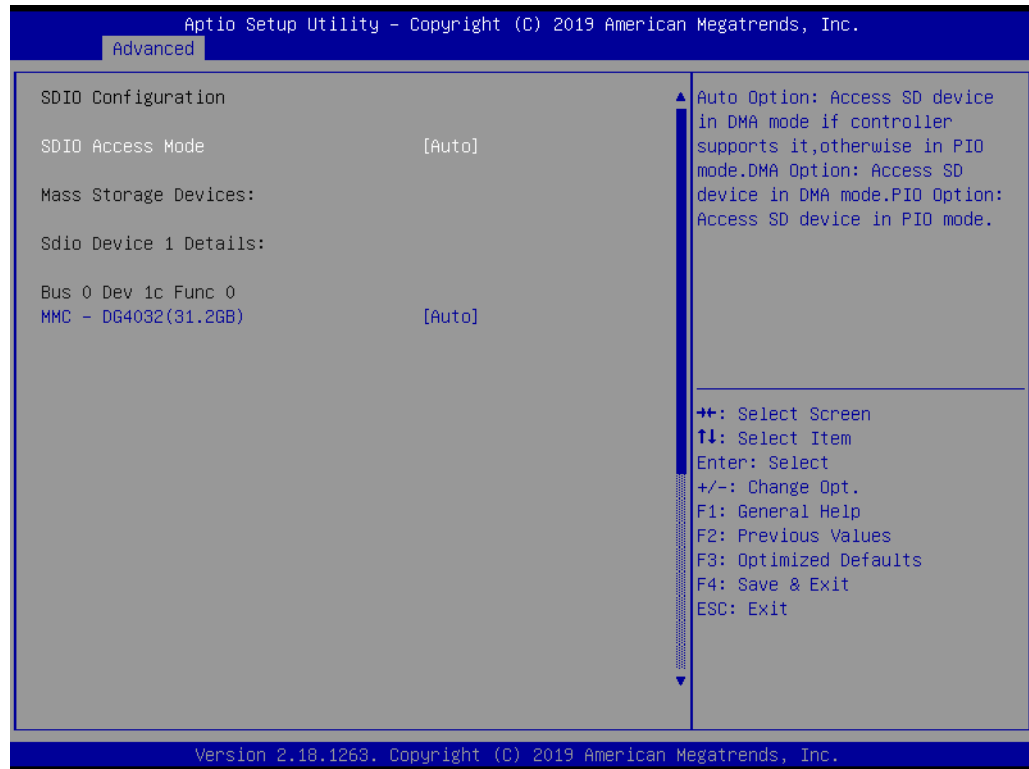 Aptio Setup Utility – Copyright (C) 2019 American Megatrends, Inc.
Advanced
SDIO Configuration
SDIO Access Mode [Auto]
Mass Storage Devices:
Sdio Device 1 Details:
Bus 0 Dev 1c Func 0
MMC – DG4032(31.2GB) [Auto]
Auto Option: Access SD device
in DMA mode if controller
supports it,otherwise in PIO
mode.DMA Option: Access SD
device in DMA mode.PIO Option:
Access SD device in PIO mode.
→←: Select Screen
↑↓: Select Item
Enter: Select
+/-: Change Opt.
F1: General Help
F2: Previous Values
F3: Optimized Defaults
F4: Save & Exit
ESC: Exit
Version 2.18.1263. Copyright (C) 2019 American Megatrends, Inc.